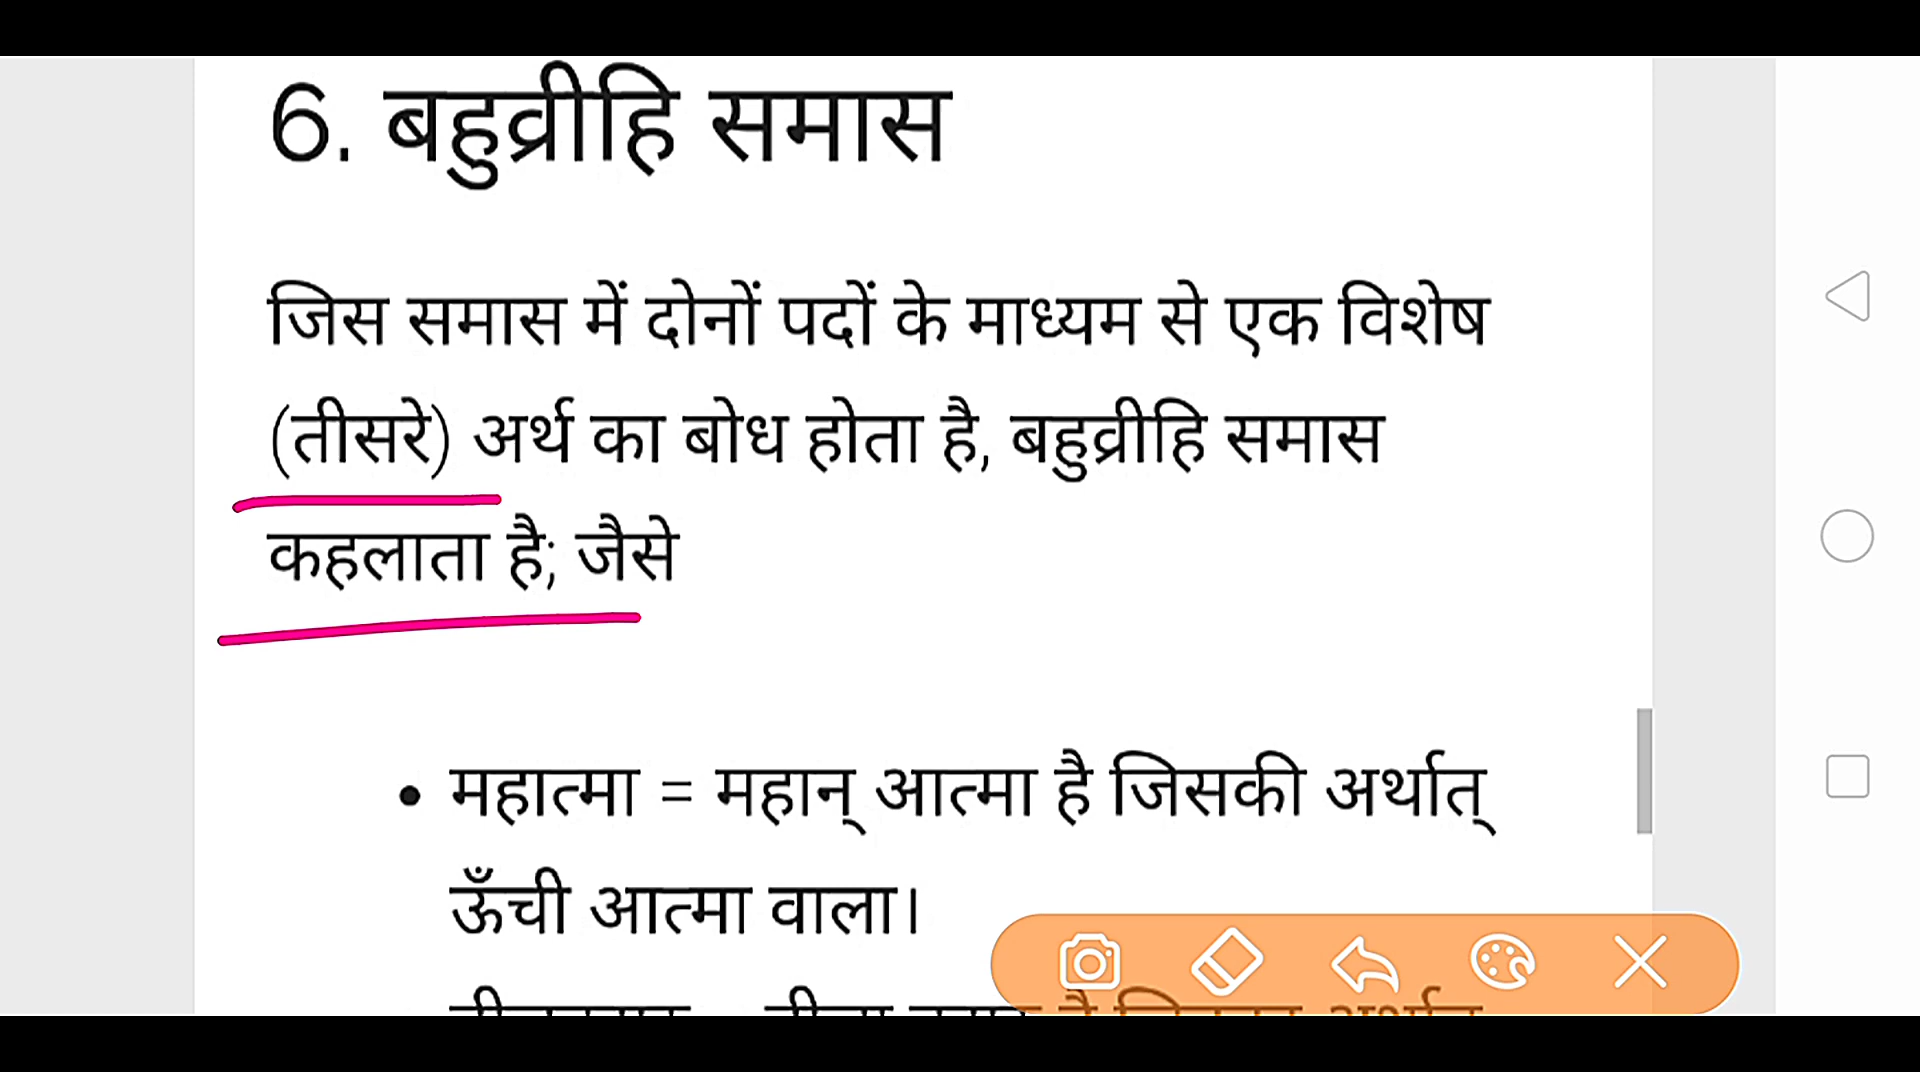 6. बहुव्रीहि समास
जिस समास में दोनों पदों के माध्यम से एक विशेष
(तीसरे) अर्थ का बोध होता है, बहुव्रीहि समास
कहलाता है; जैसे
• महात्मा = महान् आत्मा है जिसकी अर्थात्
ऊँची आत्मा वाला।